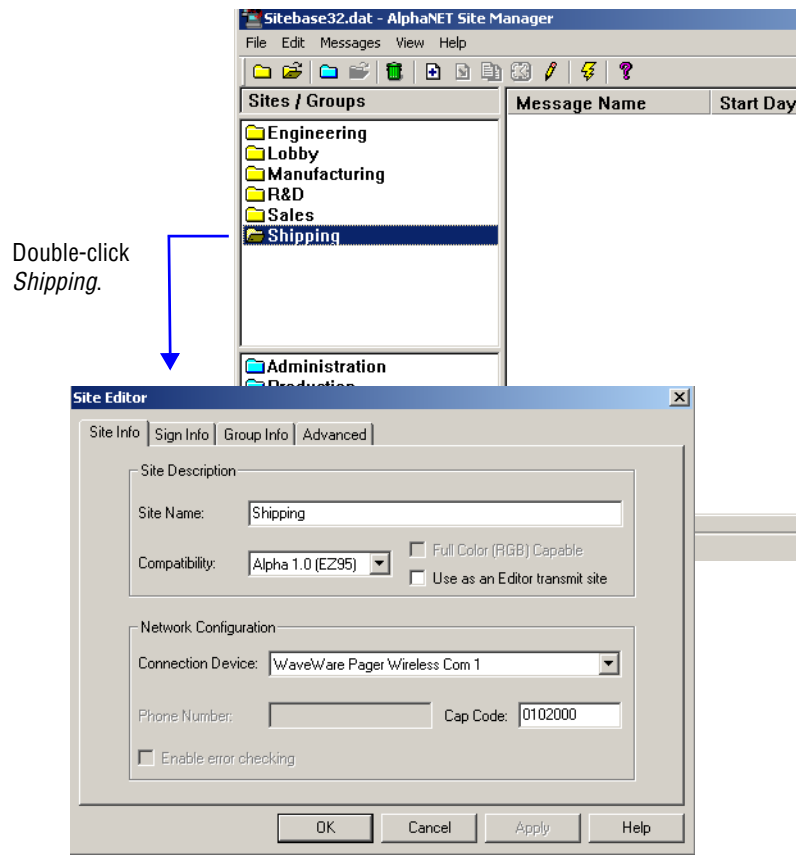 Sitebase32.dat - AlphaNET Site Manager
File Edit Messages View Help
Sites / Groups
Message Name Start Day
Engineering
Lobby
Manufacturing
R&D
Sales
Shipping
Double-click
Shipping.
Administration
Production
Site Editor
Site Info Sign Info Group Info Advanced
Site Description
Site Name: Shipping
Compatibility: Alpha 1.0 (EZ95)
Full Color (RGB) Capable
Use as an Editor transmit site
Network Configuration
Connection Device: WaveWare Pager Wireless Com 1
Phone Number: Cap Code: 0102000
Enable error checking
OK Cancel Apply Help